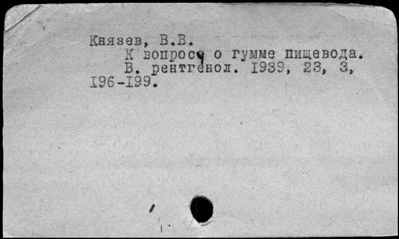 Князев, В.В.
К вопросу о гумме пищевода.
В. рентгенол. 1939, 23, 3,
196-199.